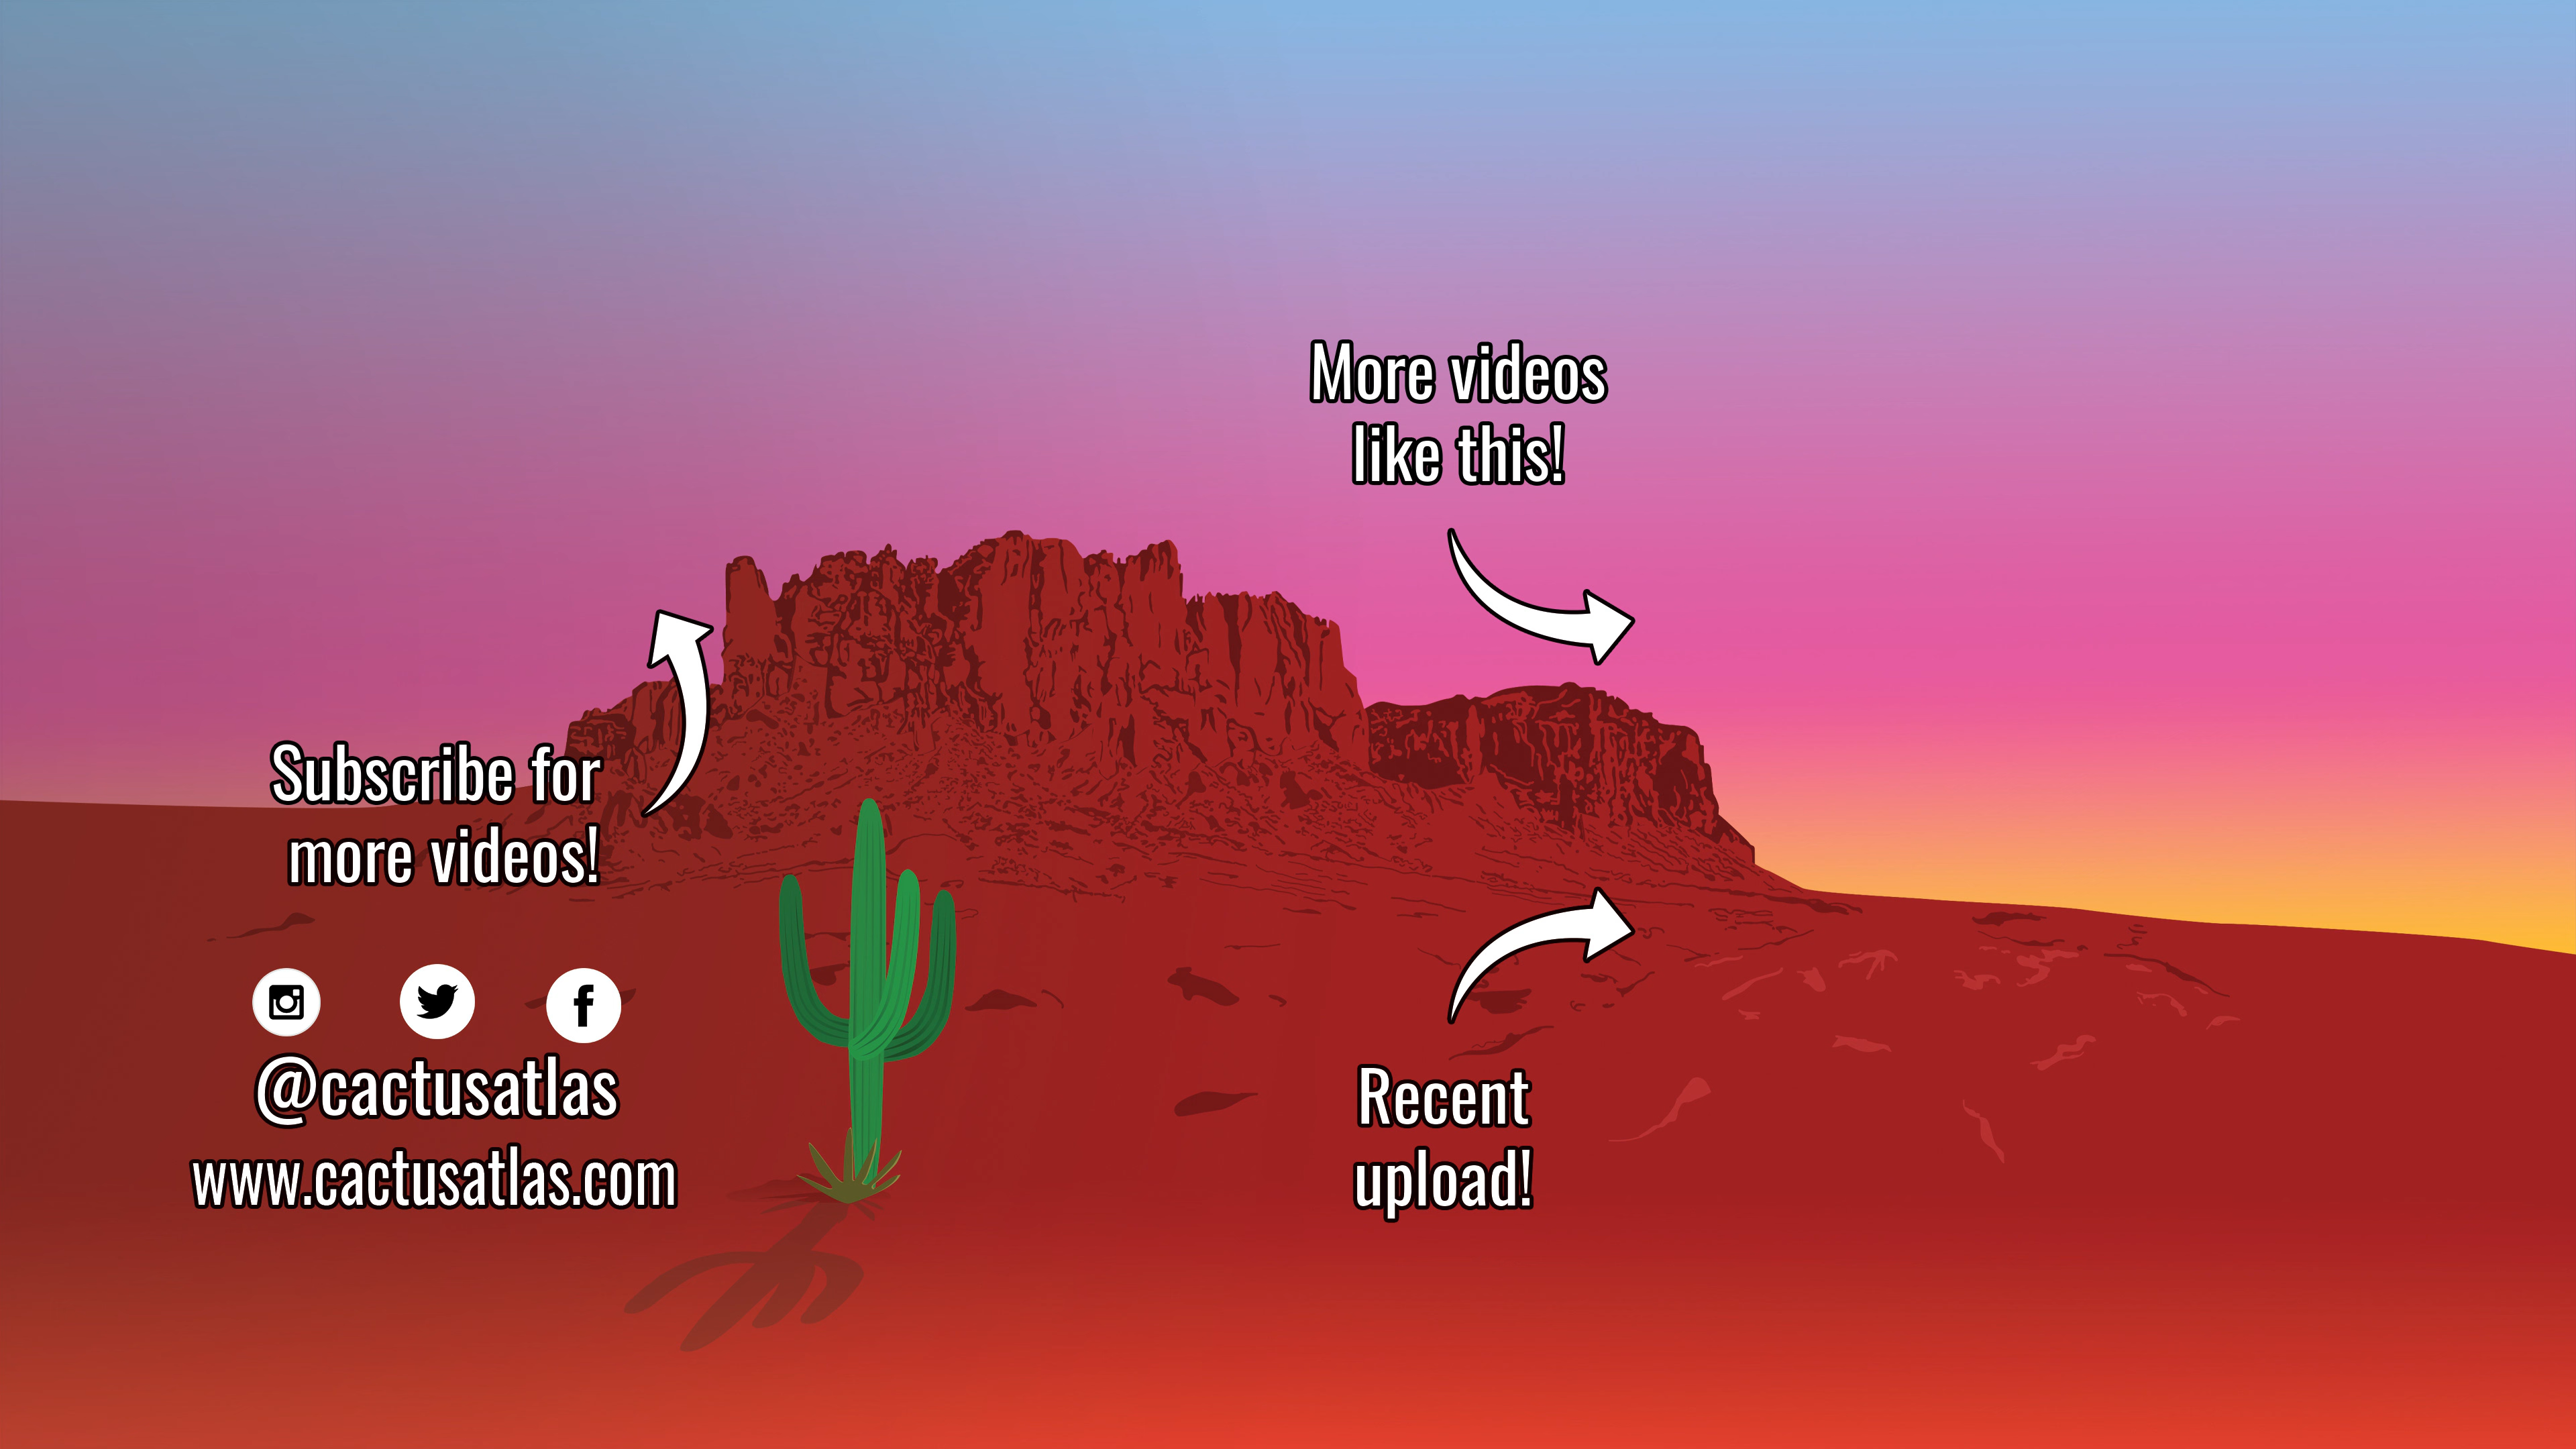 More videos
like this!
Subscribe for
more videos!
@cactusatlas
www.cactusatlas.com
Recent
upload!